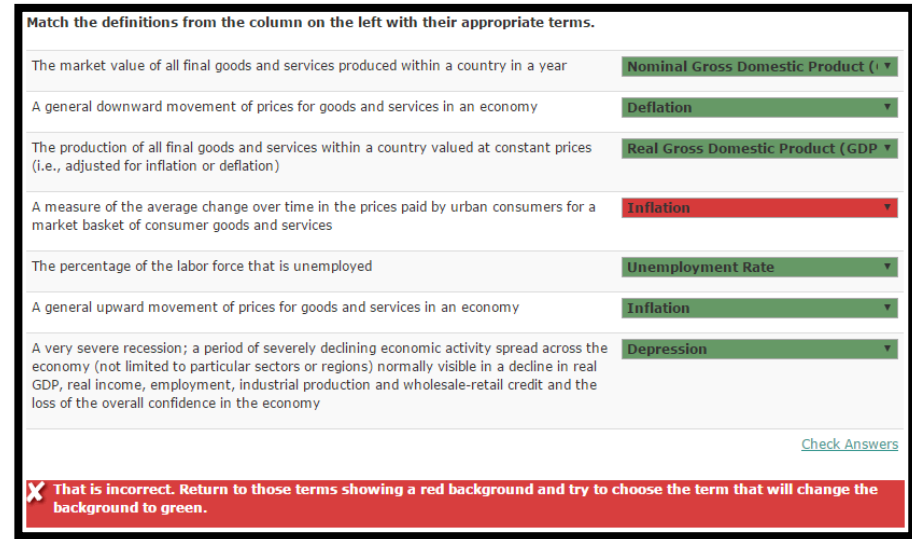 Match the definitions from the column on the left with their appropriate terms.
The market value of all final goods and services produced within a country in a year
Nominal Gross Domestic Product (
A general downward movement of prices for goods and services in an economy
Deflation
The production of all final goods and services within a country valued at constant prices
(i.e., adjusted for inflation or deflation)
Real Gross Domestic Product (GDP
A measure of the average change over time in the prices paid by urban consumers for a
market basket of consumer goods and services
Inflation
The percentage of the labor force that is unemployed
Unemployment Rate
A general upward movement of prices for goods and services in an economy
Inflation
A very severe recession; a period of severely declining economic activity spread across the
economy (not limited to particular sectors or regions) normally visible in a decline in real
GDP, real income, employment, industrial production and wholesale-retail credit and the
loss of the overall confidence in the economy
Depression
Check Answers
That is incorrect. Return to those terms showing a red background and try to choose the term that will change the
background to green.